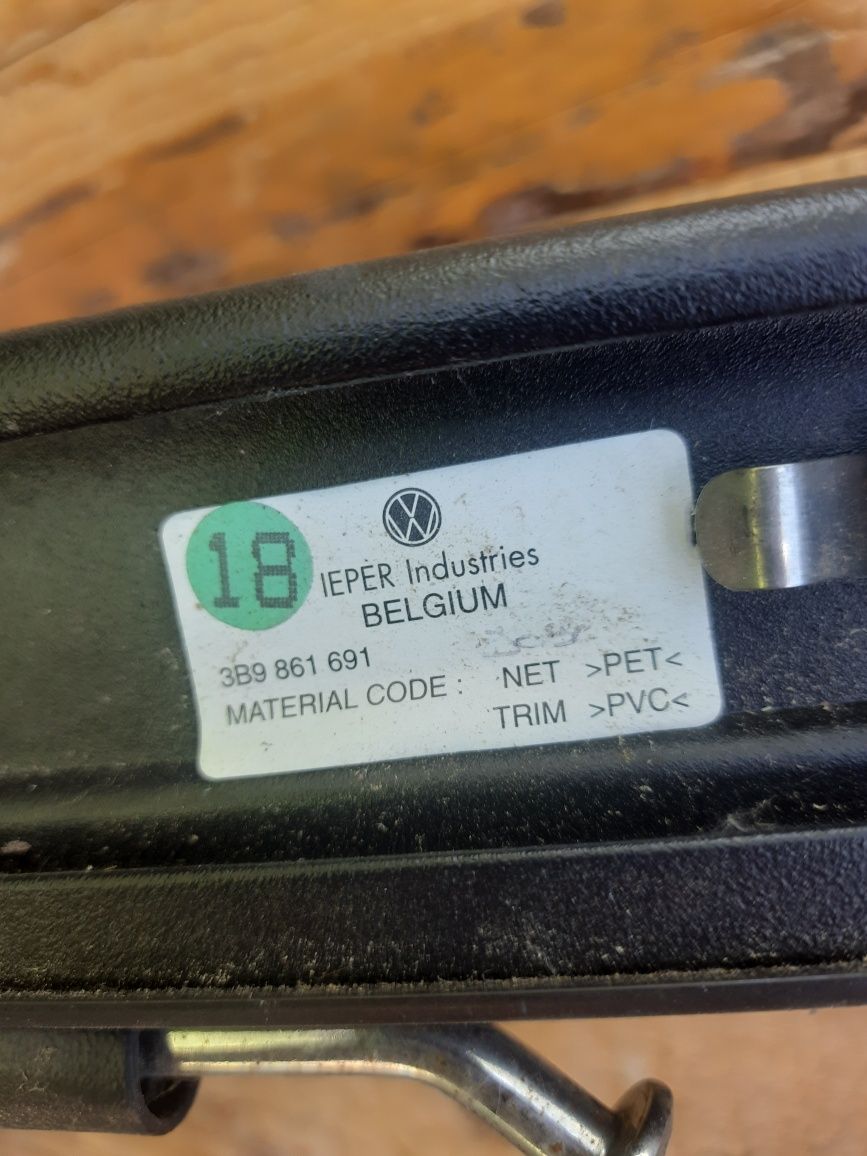 18
IEPER Industries
BELGIUM
3B9 861 691
MATERIAL CODE : NET >PET<
TRIM >PVC<